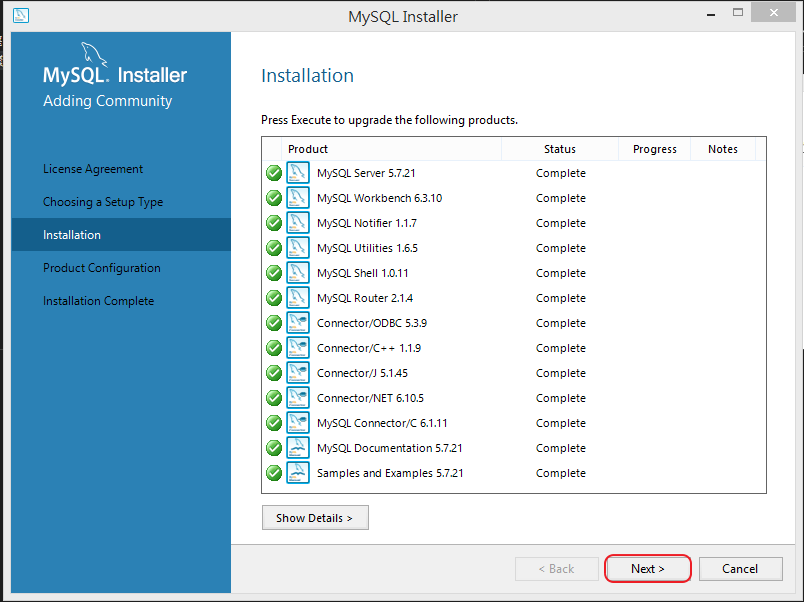 MySQL Installer
MySQL. Installer
Adding Community
License Agreement
Choosing a Setup Type
Installation
Product Configuration
Installation Complete
Installation
Press Execute to upgrade the following products.
Product Status Progress Notes
MySQL Server 5.7.21 Complete
MySQL Workbench 6.3.10 Complete
MySQL Notifier 1.1.7 Complete
MySQL Utilities 1.6.5 Complete
MySQL Shell 1.0.11 Complete
MySQL Router 2.1.4 Complete
Connector/ODBC 5.3.9 Complete
Connector/C++ 1.1.9 Complete
Connector/J 5.1.45 Complete
Connector/NET 6.10.5 Complete
MySQL Connector/C 6.1.11 Complete
MySQL Documentation 5.7.21 Complete
Samples and Examples 5.7.21 Complete
Show Details >
< Back Next > Cancel